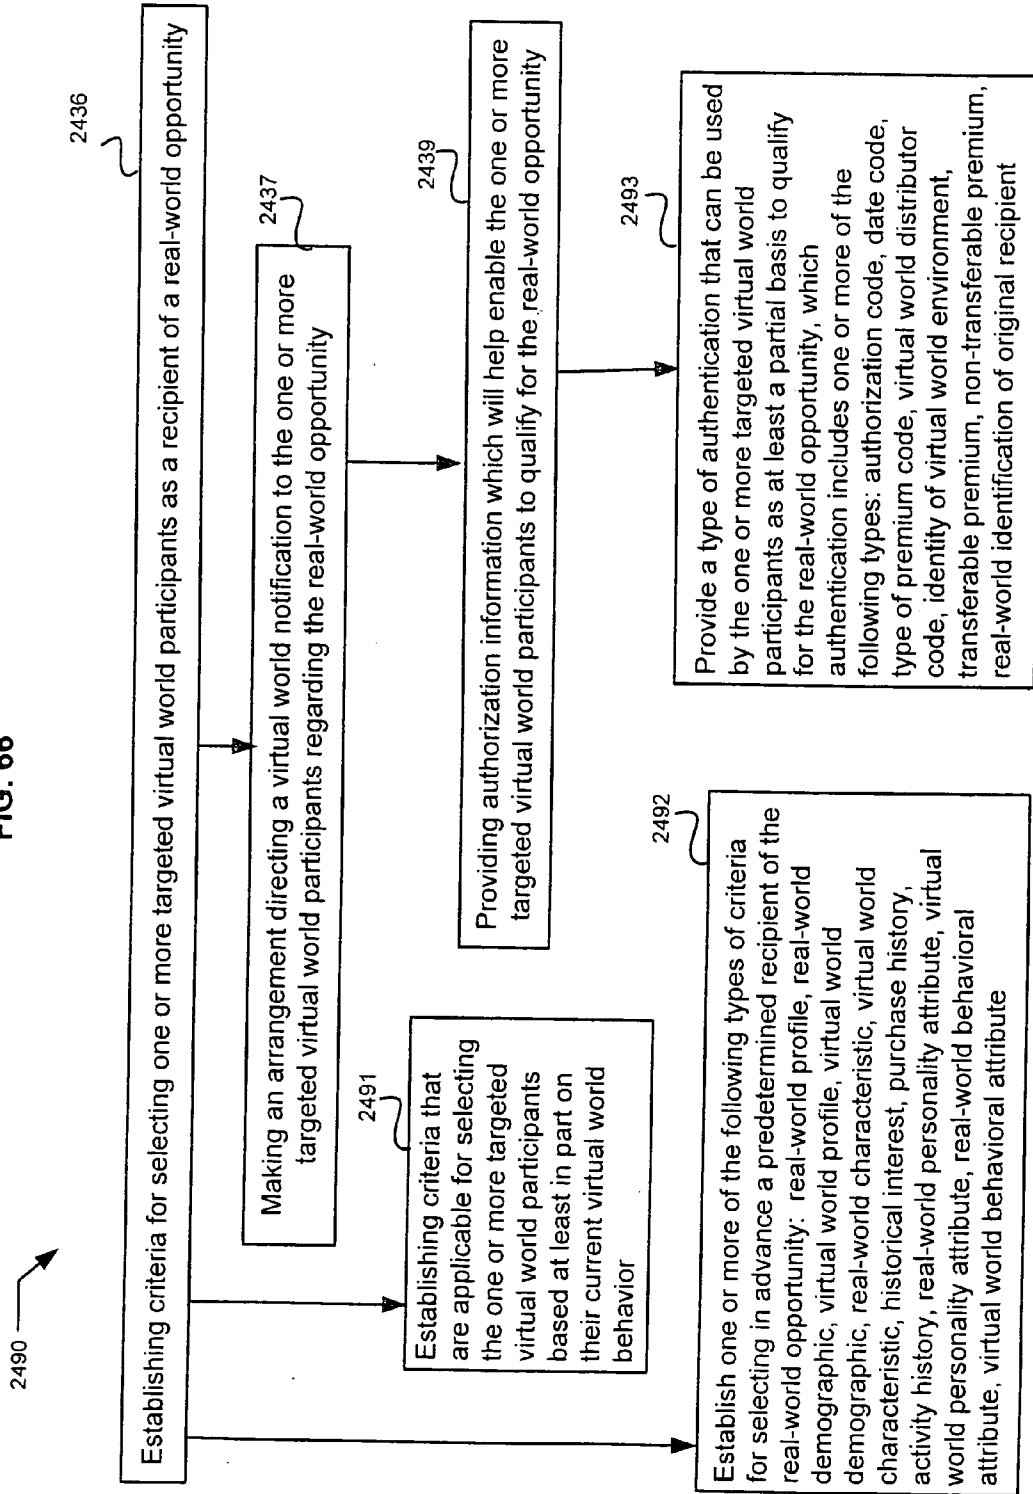 FIG. 66
2490
2436
Establishing criteria for selecting one or more targeted virtual world participants as a recipient of a real-world opportunity
2437
Making an arrangement directing a virtual world notification to the one or more
targeted virtual world participants regarding the real-world opportunity
2439
Providing authorization information which will help enable the one or more
targeted virtual world participants to qualify for the real-world opportunity
2491
Establishing criteria that
are applicable for selecting
the one or more targeted
virtual world participants
based at least in part on
their current virtual world
behavior
2492
Establish one or more of the following types of criteria
for selecting in advance a predetermined recipient of the
real-world opportunity: real-world profile, real-world
demographic, virtual world profile, virtual world
demographic, real-world characteristic, virtual world
characteristic, historical interest, purchase history,
activity history, real-world personality attribute, virtual
world personality attribute, real-world behavioral
attribute, virtual world behavioral attribute
2493
Provide a type of authentication that can be used
by the one or more targeted virtual world
participants as at least a partial basis to qualify
for the real-world opportunity, which
authentication includes one or more of the
following types: authorization code, date code,
type of premium code, virtual world distributor
code, identity of virtual world environment,
transferable premium, non-transferable premium,
real-world identification of original recipient